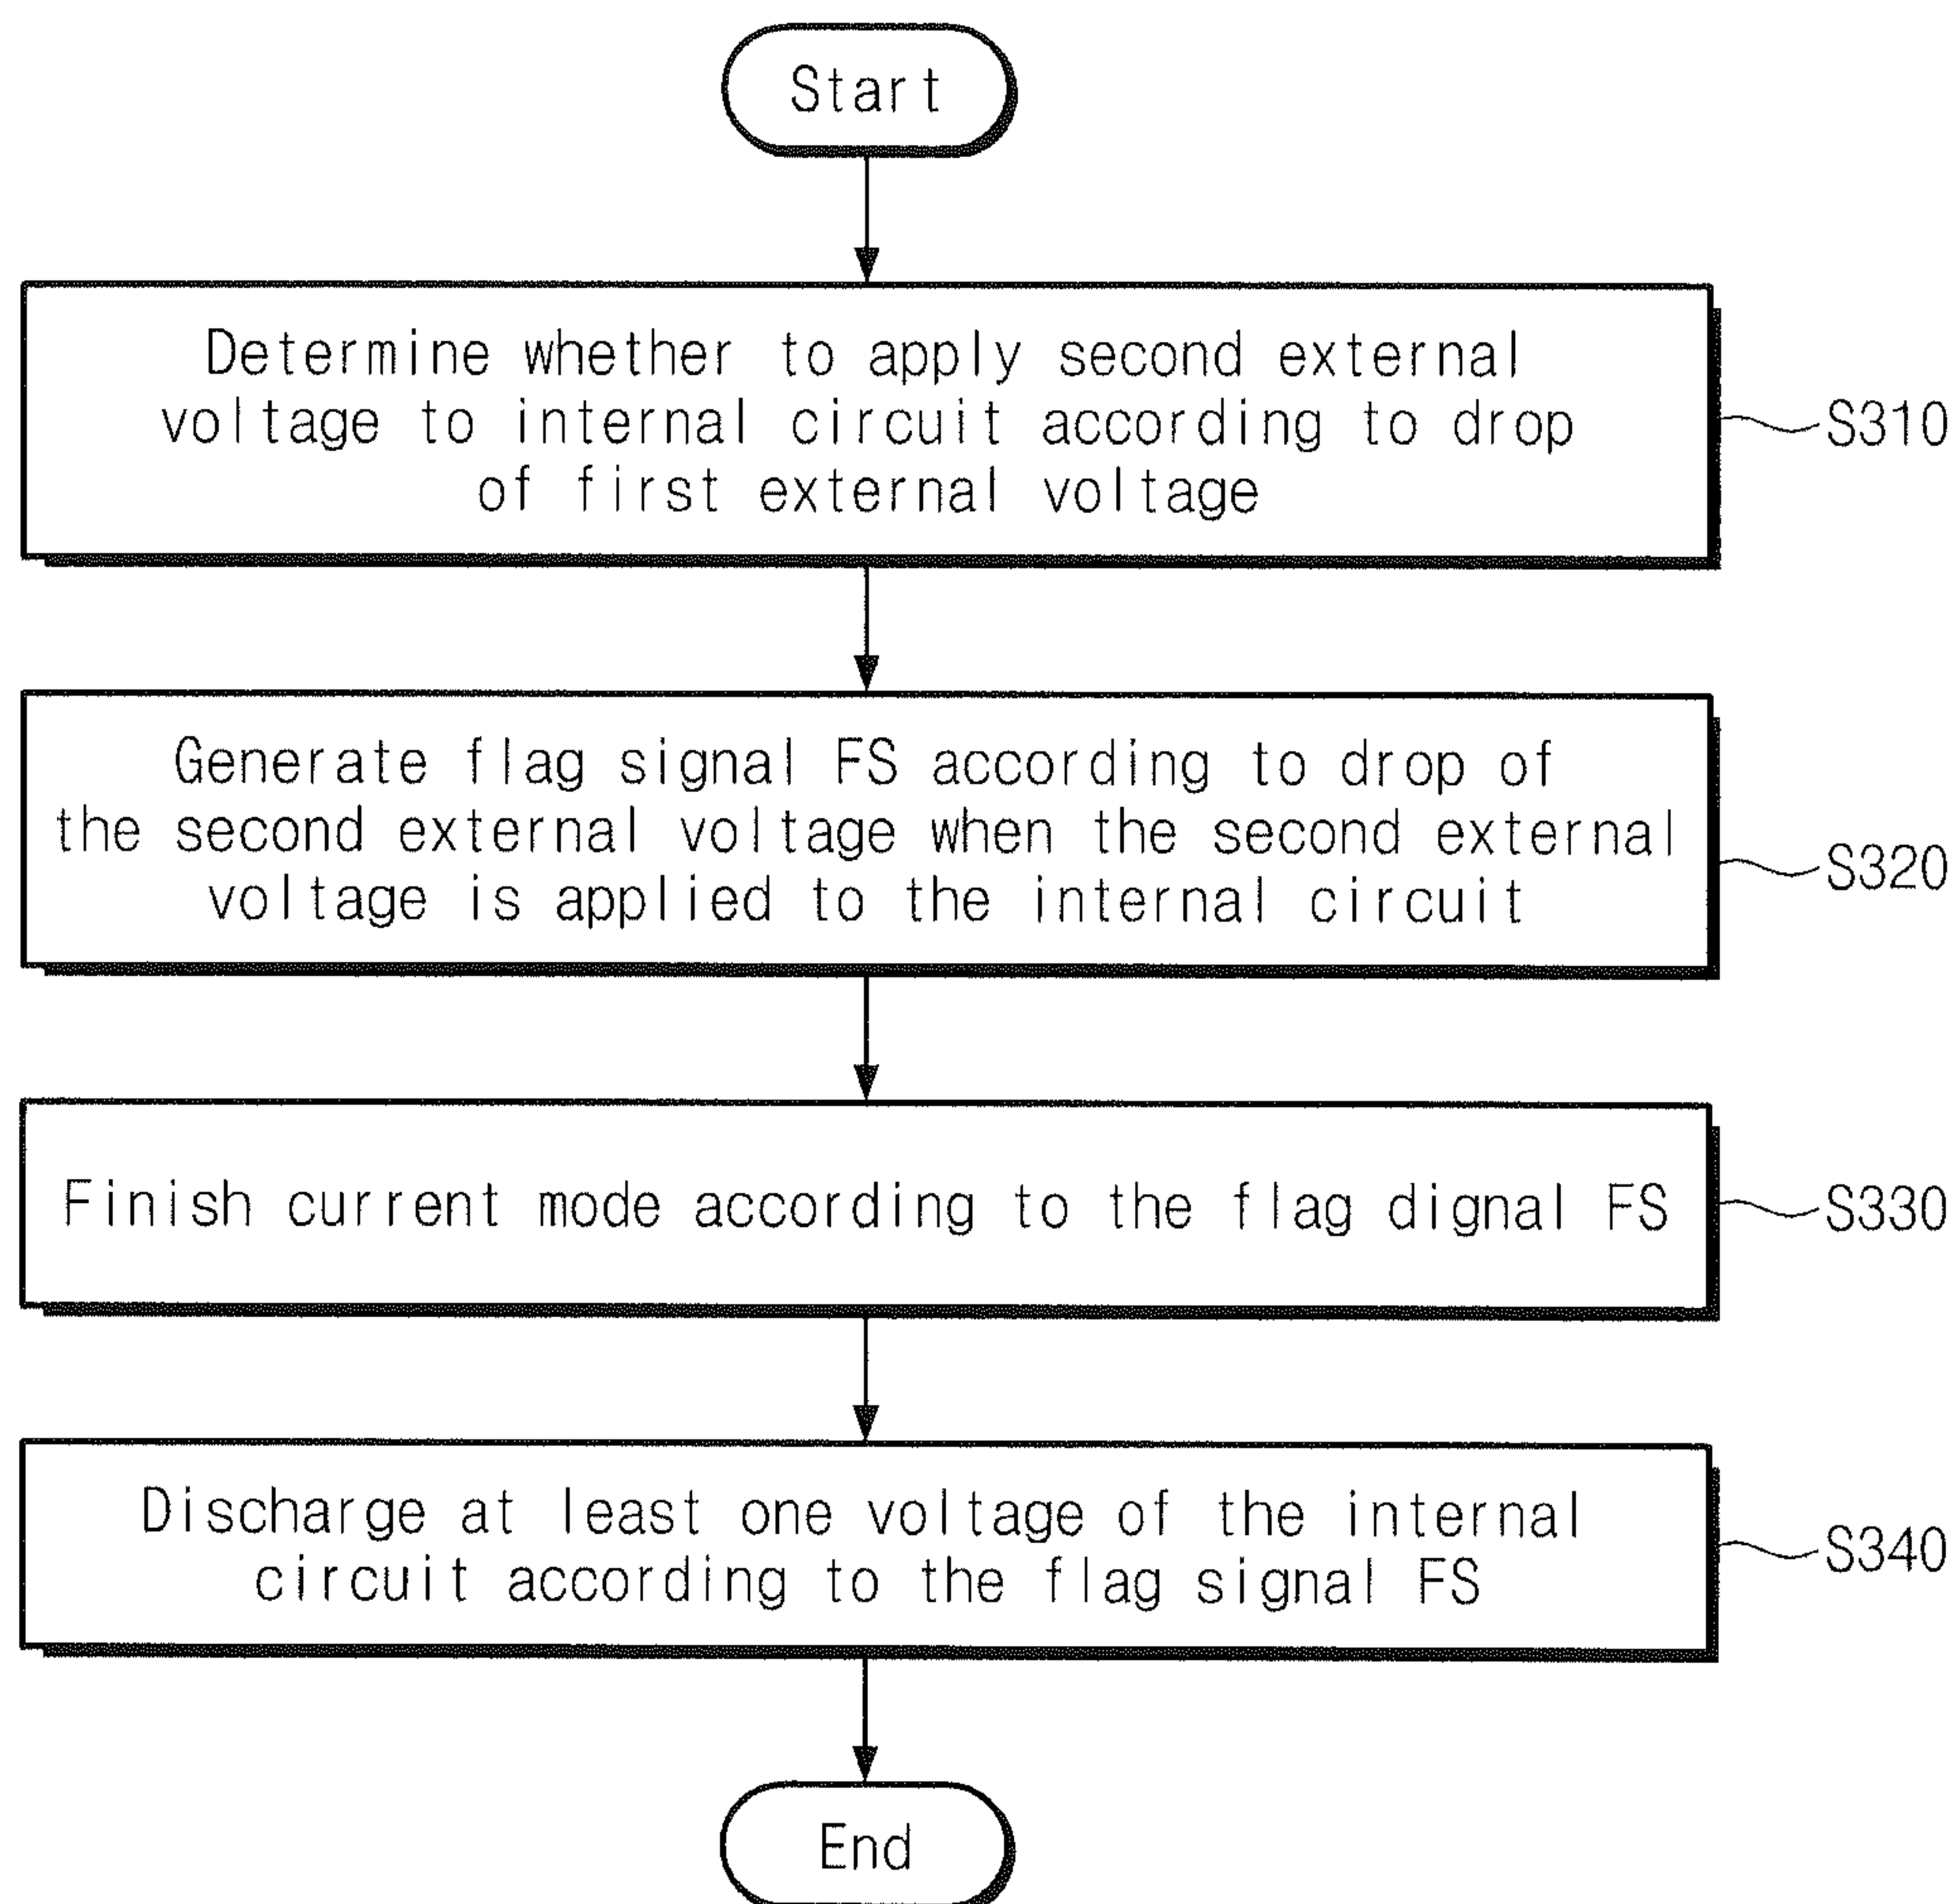 Start
Determine whether to apply second external
voltage to internal circuit according to drop
of first external voltage
S310
Generate flag signal FS according to drop of
the second external voltage when the second external
voltage is applied to the internal circuit
S320
Finish current mode according to the flag dignal FS
S330
Discharge at least one voltage of the internal
circuit according to the flag signal FS
S340
End